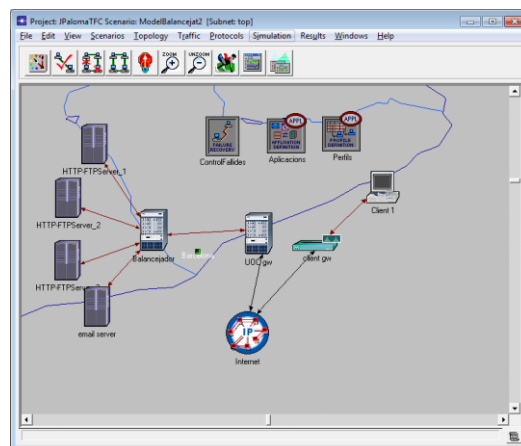 Project: JPalomaTFC Scenario: ModelBalancejat2 [Subnet: top]
File Edit View Scenarios Topology Traffic Protocols Simulation Results Windows Help
ZOOM UNZOOM
APPL APPL
FAILURE RECOVERY APPLICATION DEFINITION PROFILE DEFINITION
ControlFallides Aplicacions Perfils
HTTP-FTPServer_1
Client 1
HTTP-FTPServer_2
Balancejador
Barcelona
UOC gw
client gw
email server
IP
Internet